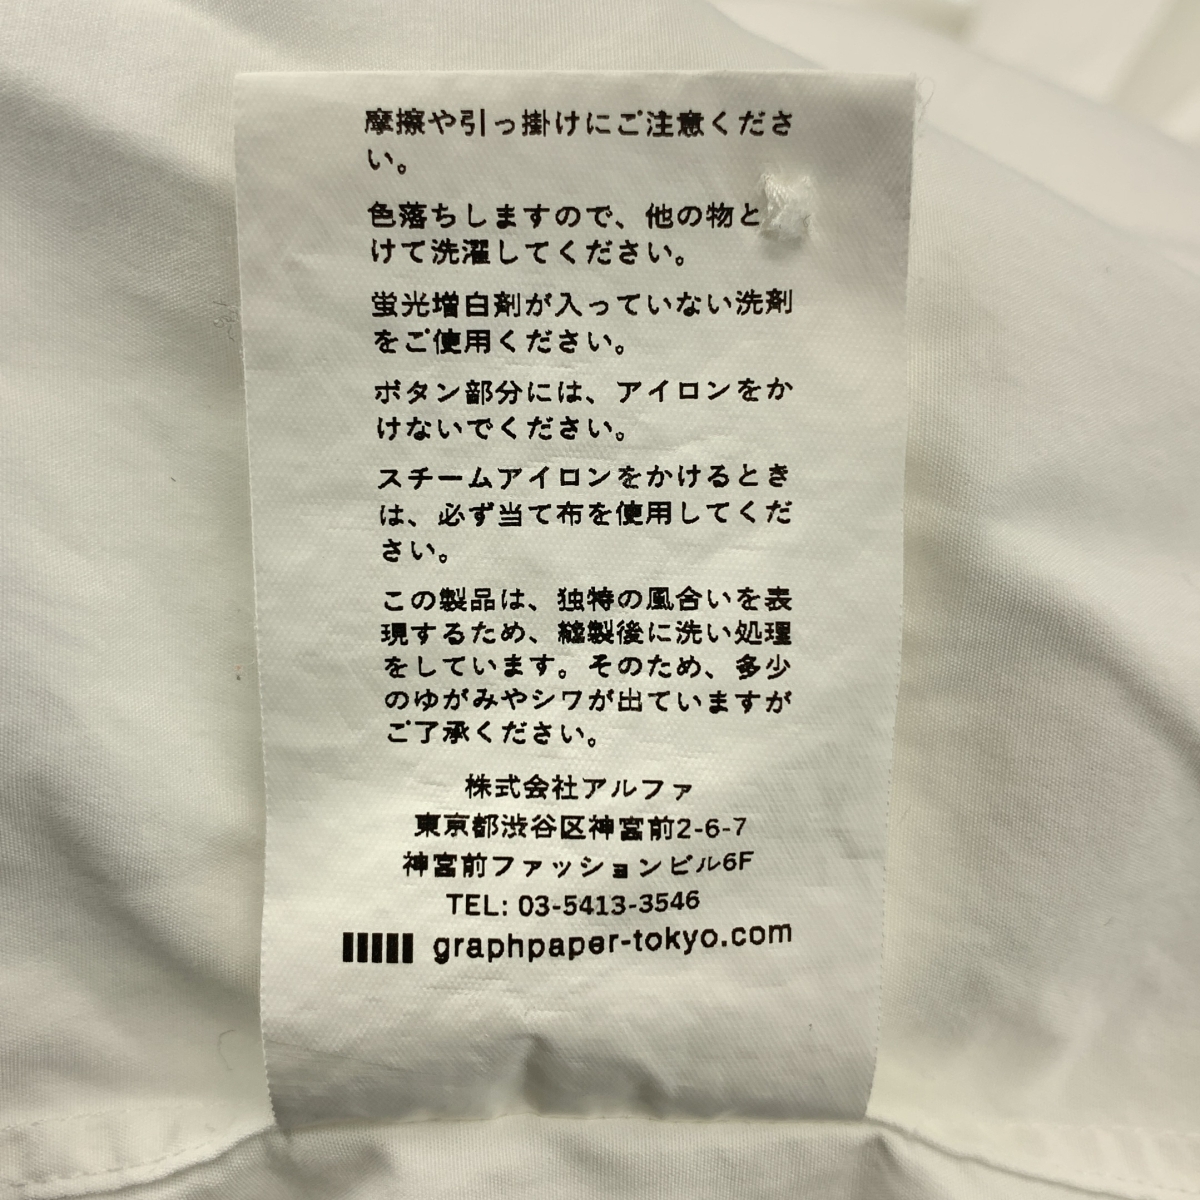 摩擦や引っ掛けにご注意くださ
い。
色落ちしますので、他の物と
けて洗濯してください。
蛍光増白剤が入っていない洗剤
をご使用ください。
ボタン部分には、アイロンをか
けないでください。
スチームアイロンをかけるとき
は、必ず当て布を使用してくだ
さい。
この製品は、独特の風合いを表
現するため、縫製後に洗い処理
をしています。そのため、多少
のゆがみやシワが出ていますが
ご了承ください。
株式会社アルファ
東京都渋谷区神宮前2-6-7
神宮前ファッションビル6F
TEL: 03-5413-3546
graphpaper-tokyo.com